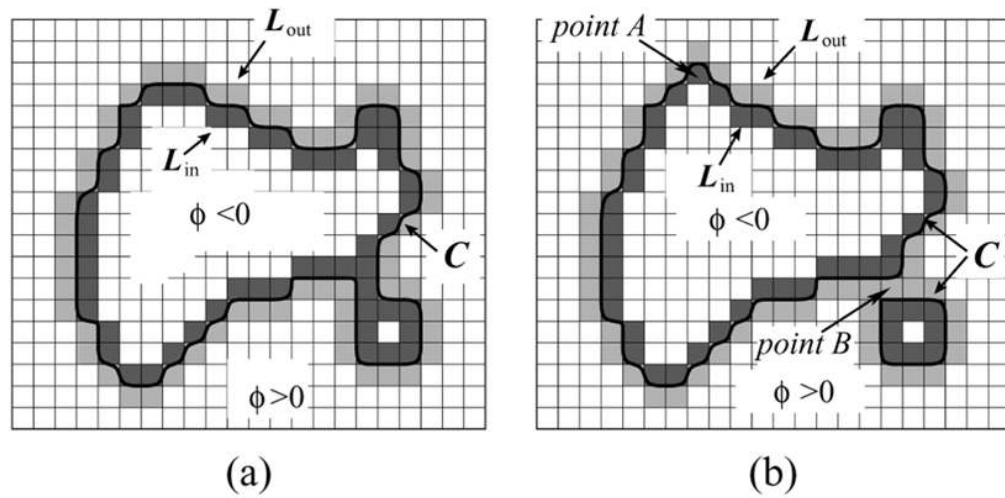 L_out
L_in
ϕ <0
C
ϕ >0
(a)
point A
L_out
L_in
ϕ <0
C
point B
ϕ >0
(b)